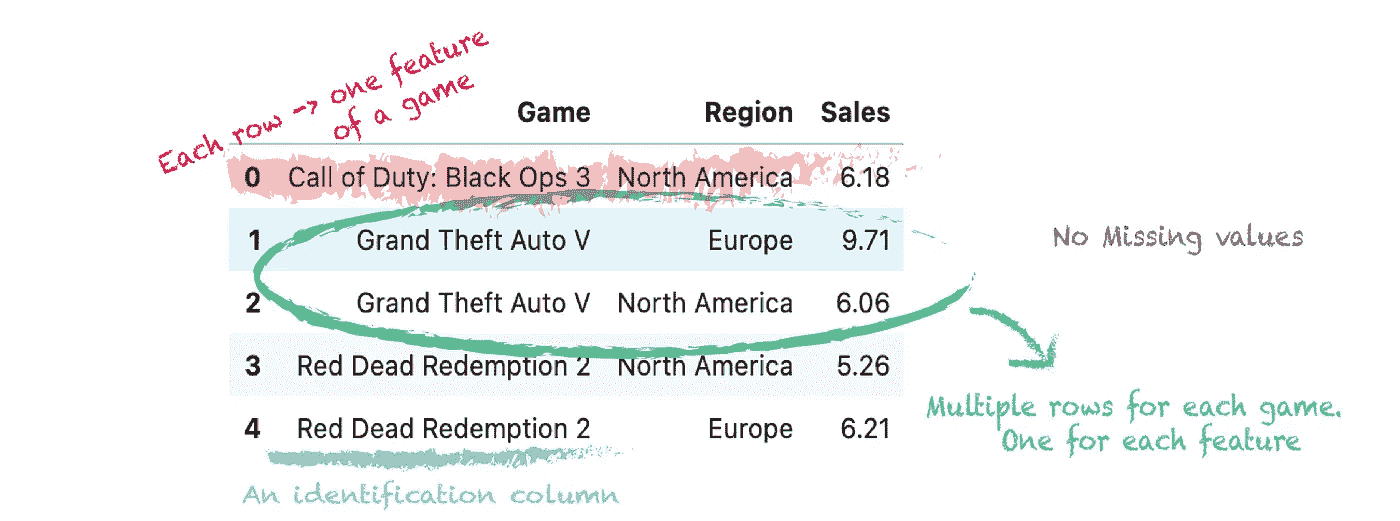 Each row -> one feature
of a game
Game Region Sales
0 Call of Duty: Black Ops 3 North America 6.18
1 Grand Theft Auto V Europe 9.71
No Missing values
2 Grand Theft Auto V North America 6.06
3 Red Dead Redemption 2 North America 5.26
Multiple rows for each game.
One for each feature
4 Red Dead Redemption 2 Europe 6.21
An identification column